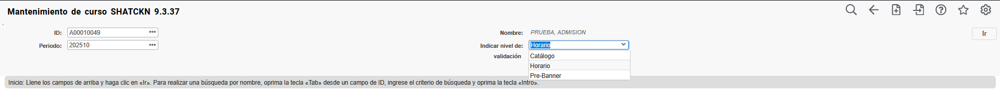 Mantenimiento de curso SHATCKN 9.3.37
ID: A00010049 •••
Nombre: PRUEBA, ADMISION
Ir
Periodo: 202510 •••
Indicar nivel de: Horario
validación
Catálogo
Horario
Pre-Banner
Inicio: Llene los campos de arriba y haga clic en «Ir». Para realizar una búsqueda por nombre, oprima la tecla «Tab» desde un campo de ID, ingrese el criterio de búsqueda y oprima la tecla «Intro».